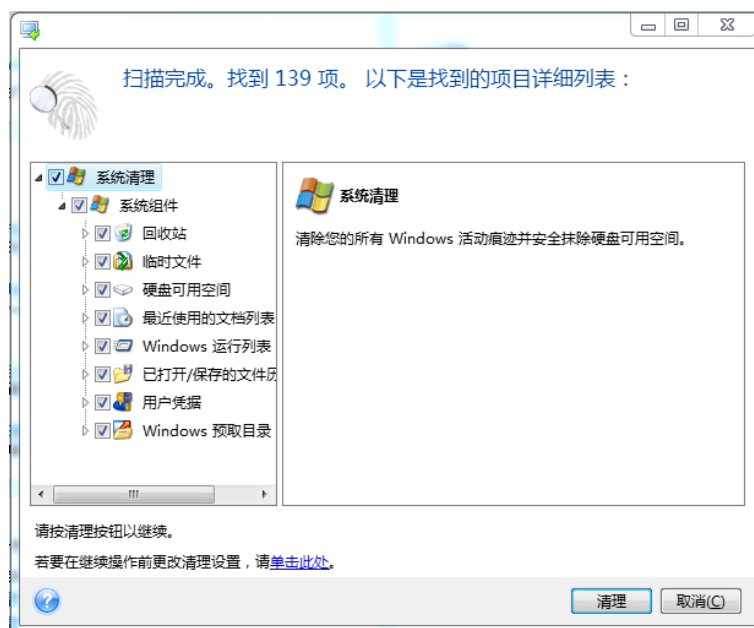 扫描完成。找到 139 项。 以下是找到的项目详细列表：
系统清理
系统组件
回收站
临时文件
硬盘可用空间
最近使用的文档列表
Windows 运行列表
已打开/保存的文件历
用户凭据
Windows 预取目录
系统清理
清除您的所有 Windows 活动痕迹并安全抹除硬盘可用空间。
请按清理按钮以继续。
若要在继续操作前更改清理设置，请单击此处。
清理
取消(C)